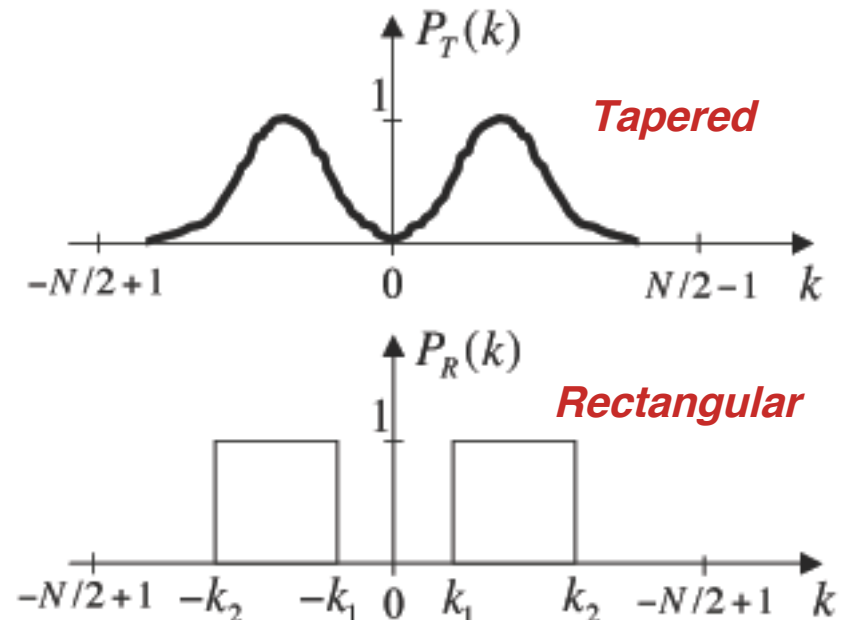 P_T(k)
1
Tapered
-N/2+1 0 N/2-1 k
P_R(k)
1
Rectangular
-N/2+1 -k_2 -k_1 0 k_1 k_2 -N/2+1 k